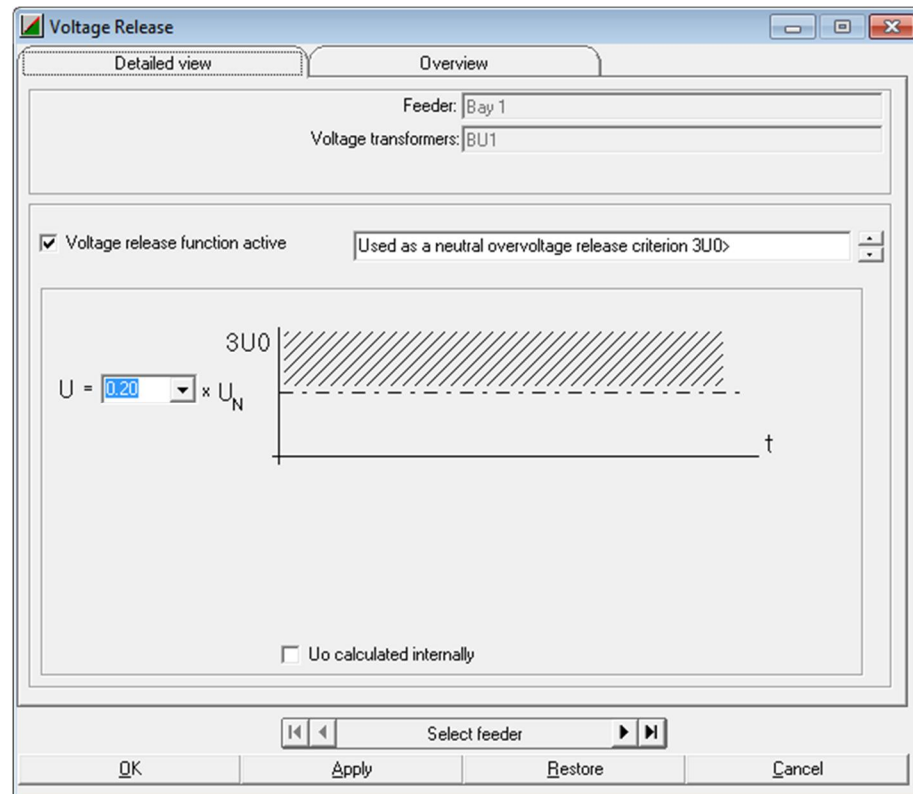 Voltage Release
Detailed view
Overview
Feeder: Bay 1
Voltage transformers: BU1
Voltage release function active
Used as a neutral overvoltage release criterion 3U0>
3U0
U = 0.20 x UN
t
Uo calculated internally
Select feeder
OK
Apply
Restore
Cancel